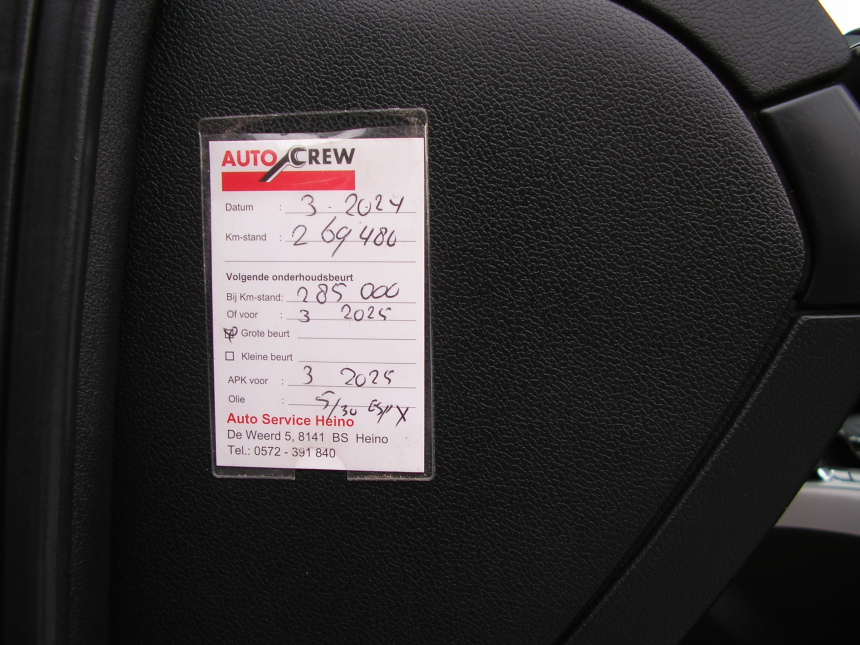 AUTO CREW
Datum : 3 - 2024
Km-stand : 269 480
Volgende onderhoudsbeurt
Bij Km-stand: 285 000
Of voor : 3 2025
Grote beurt
Kleine beurt
APK voor : 3 2025
Olie : 5/30
Auto Service Heino
De Weerd 5, 8141 BS Heino
Tel.: 0572 - 391 840